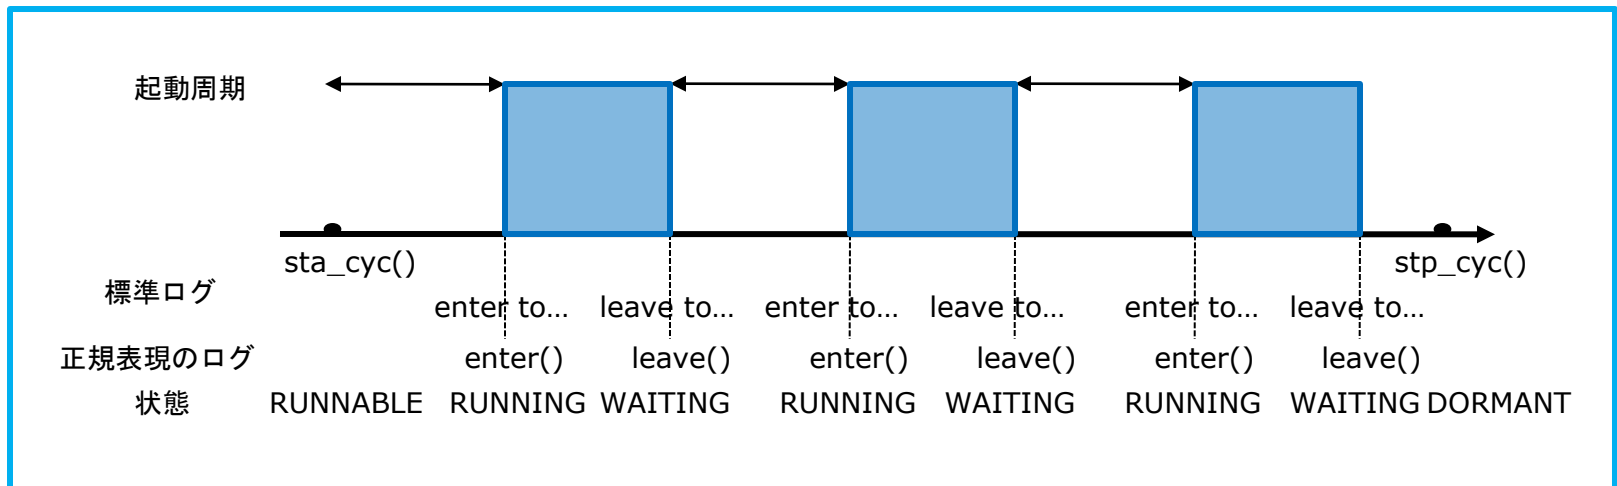 起動周期
sta_cyc() stp_cyc()
標準ログ enter to… leave to… enter to… leave to… enter to… leave to…
正規表現のログ enter() leave() enter() leave() enter() leave()
状態 RUNNABLE RUNNING WAITING RUNNING WAITING RUNNING WAITING DORMANT